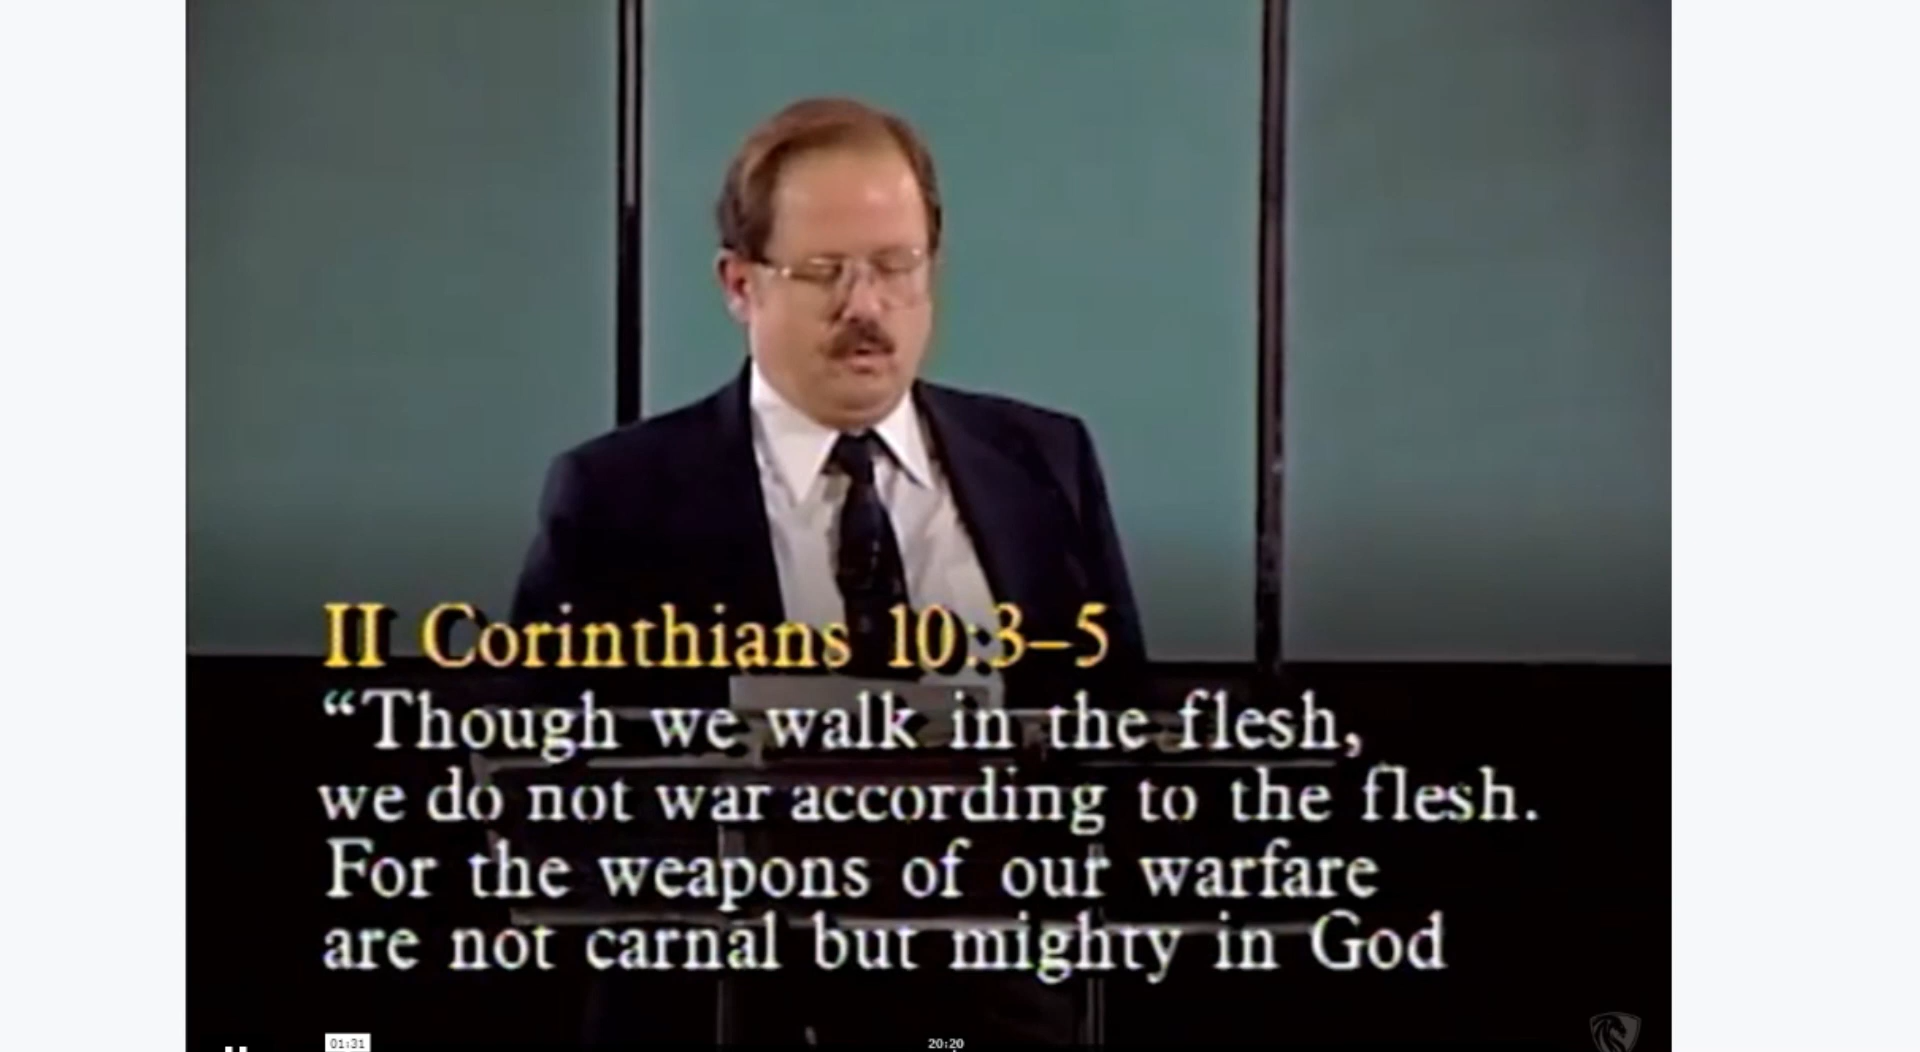 II Corinthians 10:3–5
“Though we walk in the flesh,
we do not war according to the flesh.
For the weapons of our warfare
are not carnal but mighty in God
01:31
20:20